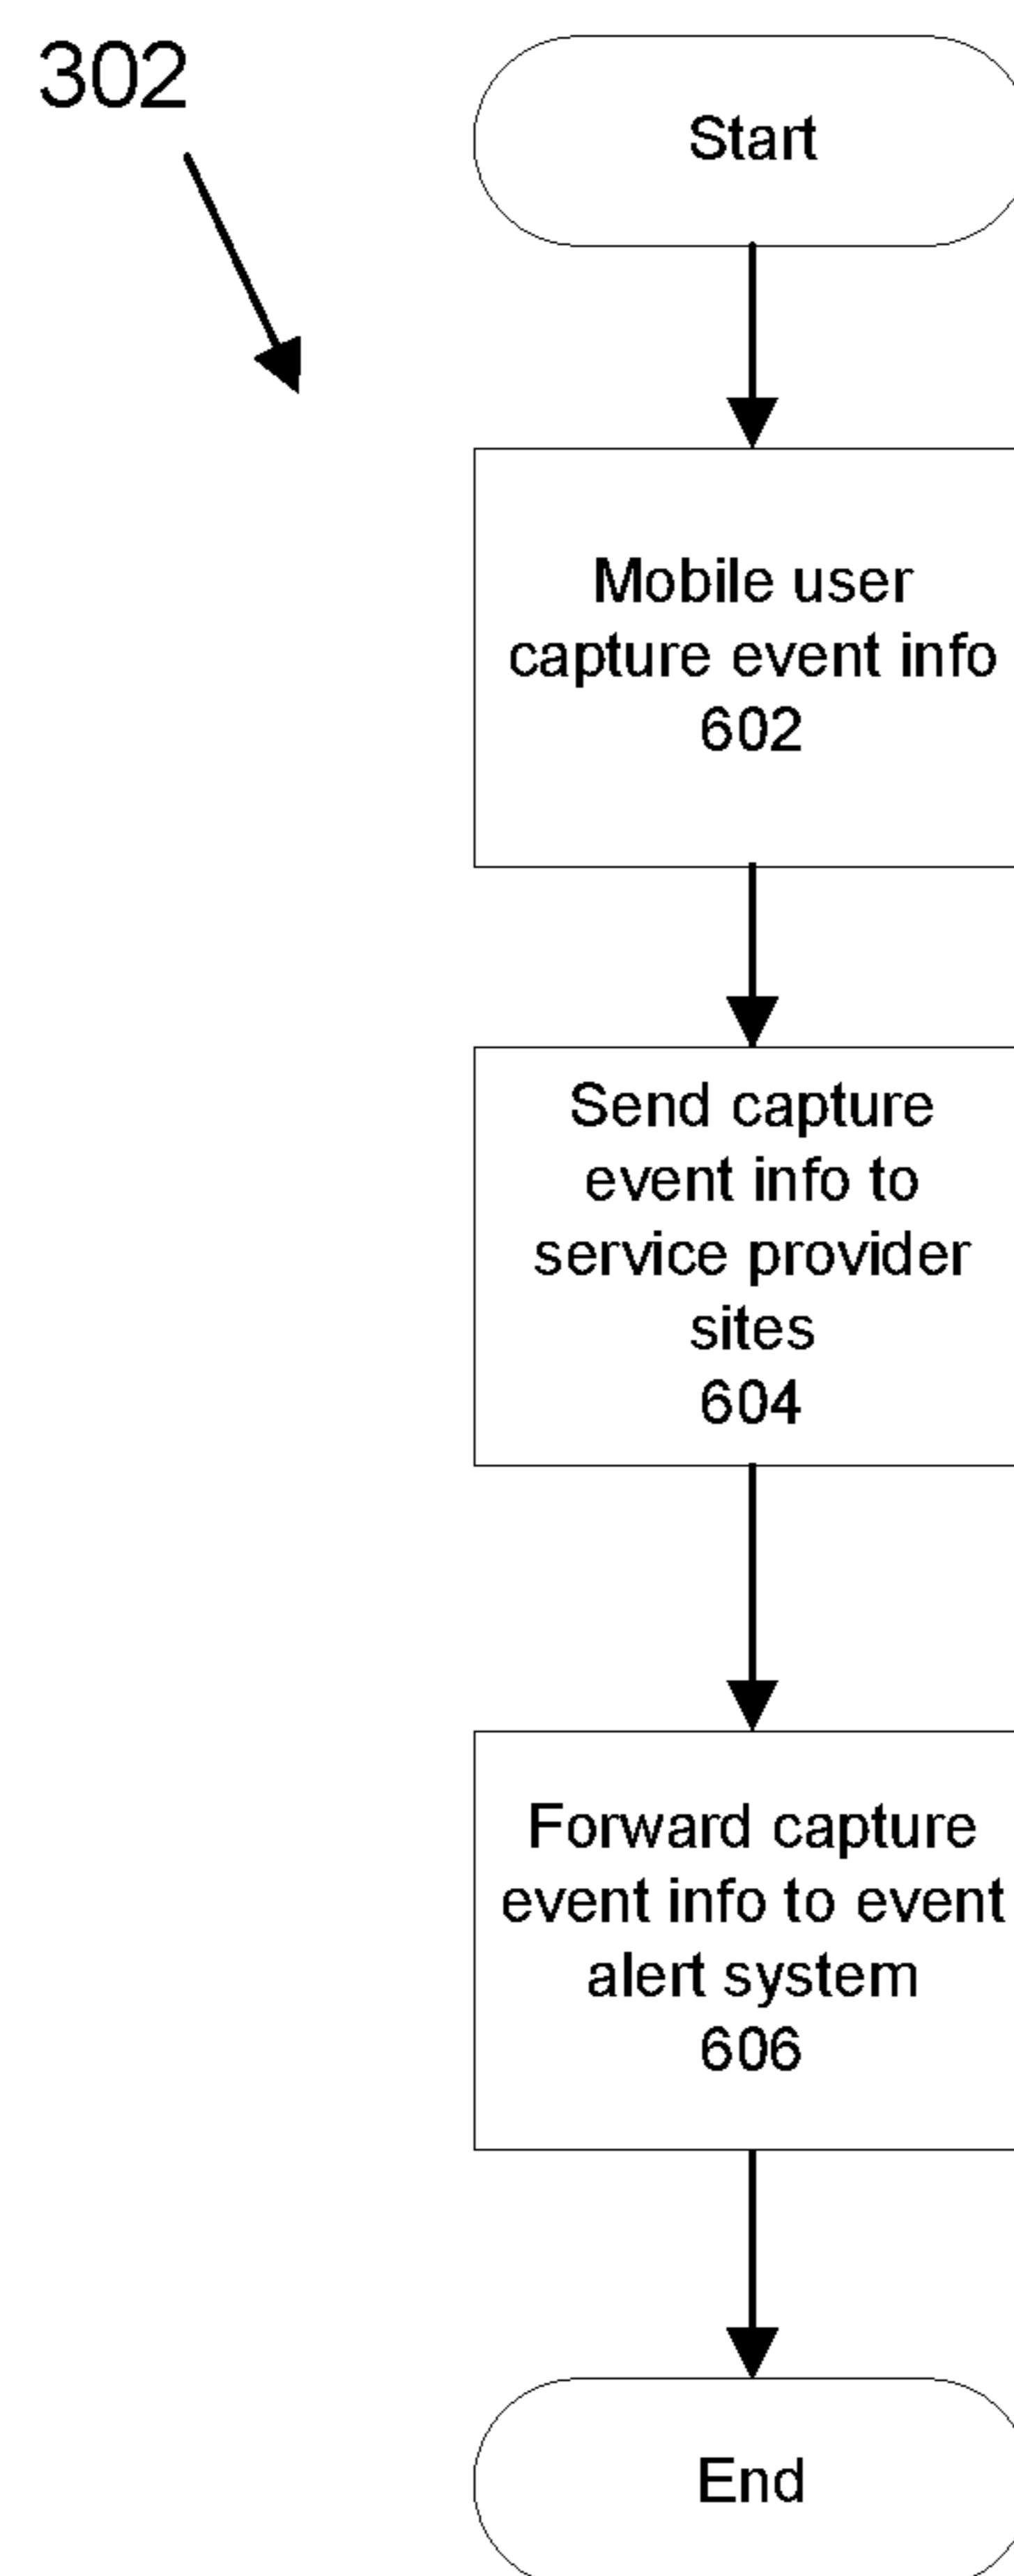 302
Start
Mobile user
capture event info
602
Send capture
event info to
service provider
sites
604
Forward capture
event info to event
alert system
606
End